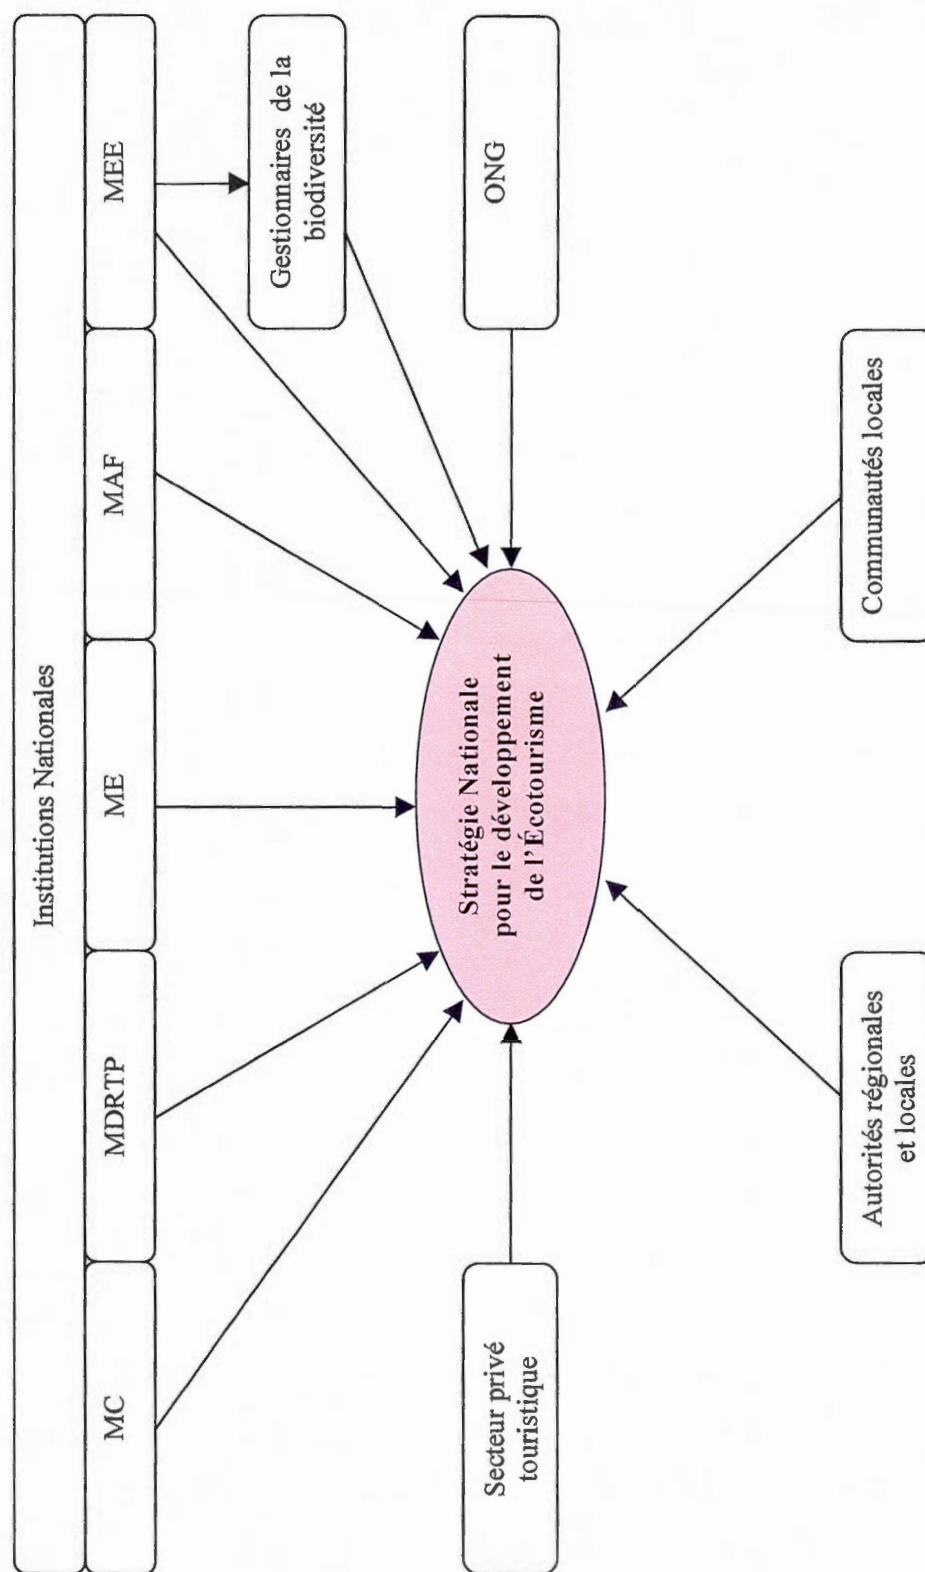 Institutions Nationales
MC
MDRTP
ME
MAF
MEE
Gestionnaires de la
biodiversité
Secteur privé
touristique
Stratégie Nationale
pour le développement
de l'Écotourisme
ONG
Autorités régionales
et locales
Communautés locales